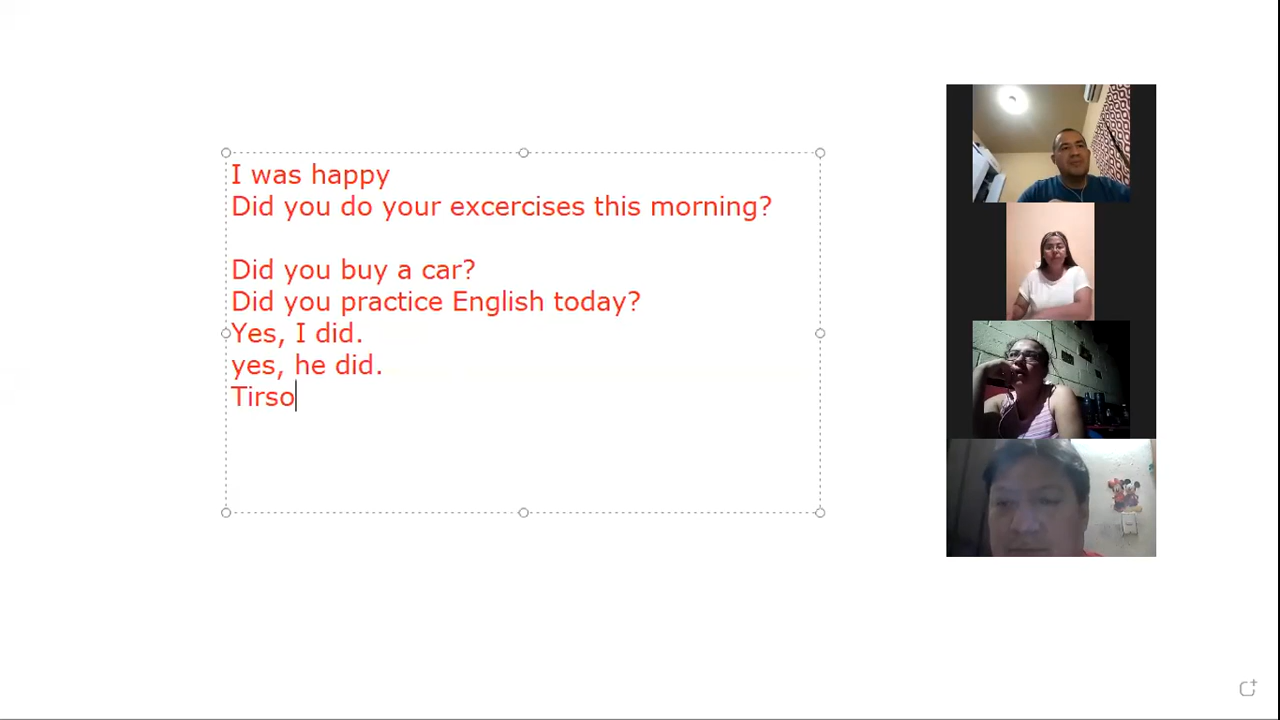 I was happy
Did you do your excercises this morning?
Did you buy a car?
Did you practice English today?
Yes, I did.
yes, he did.
Tirso